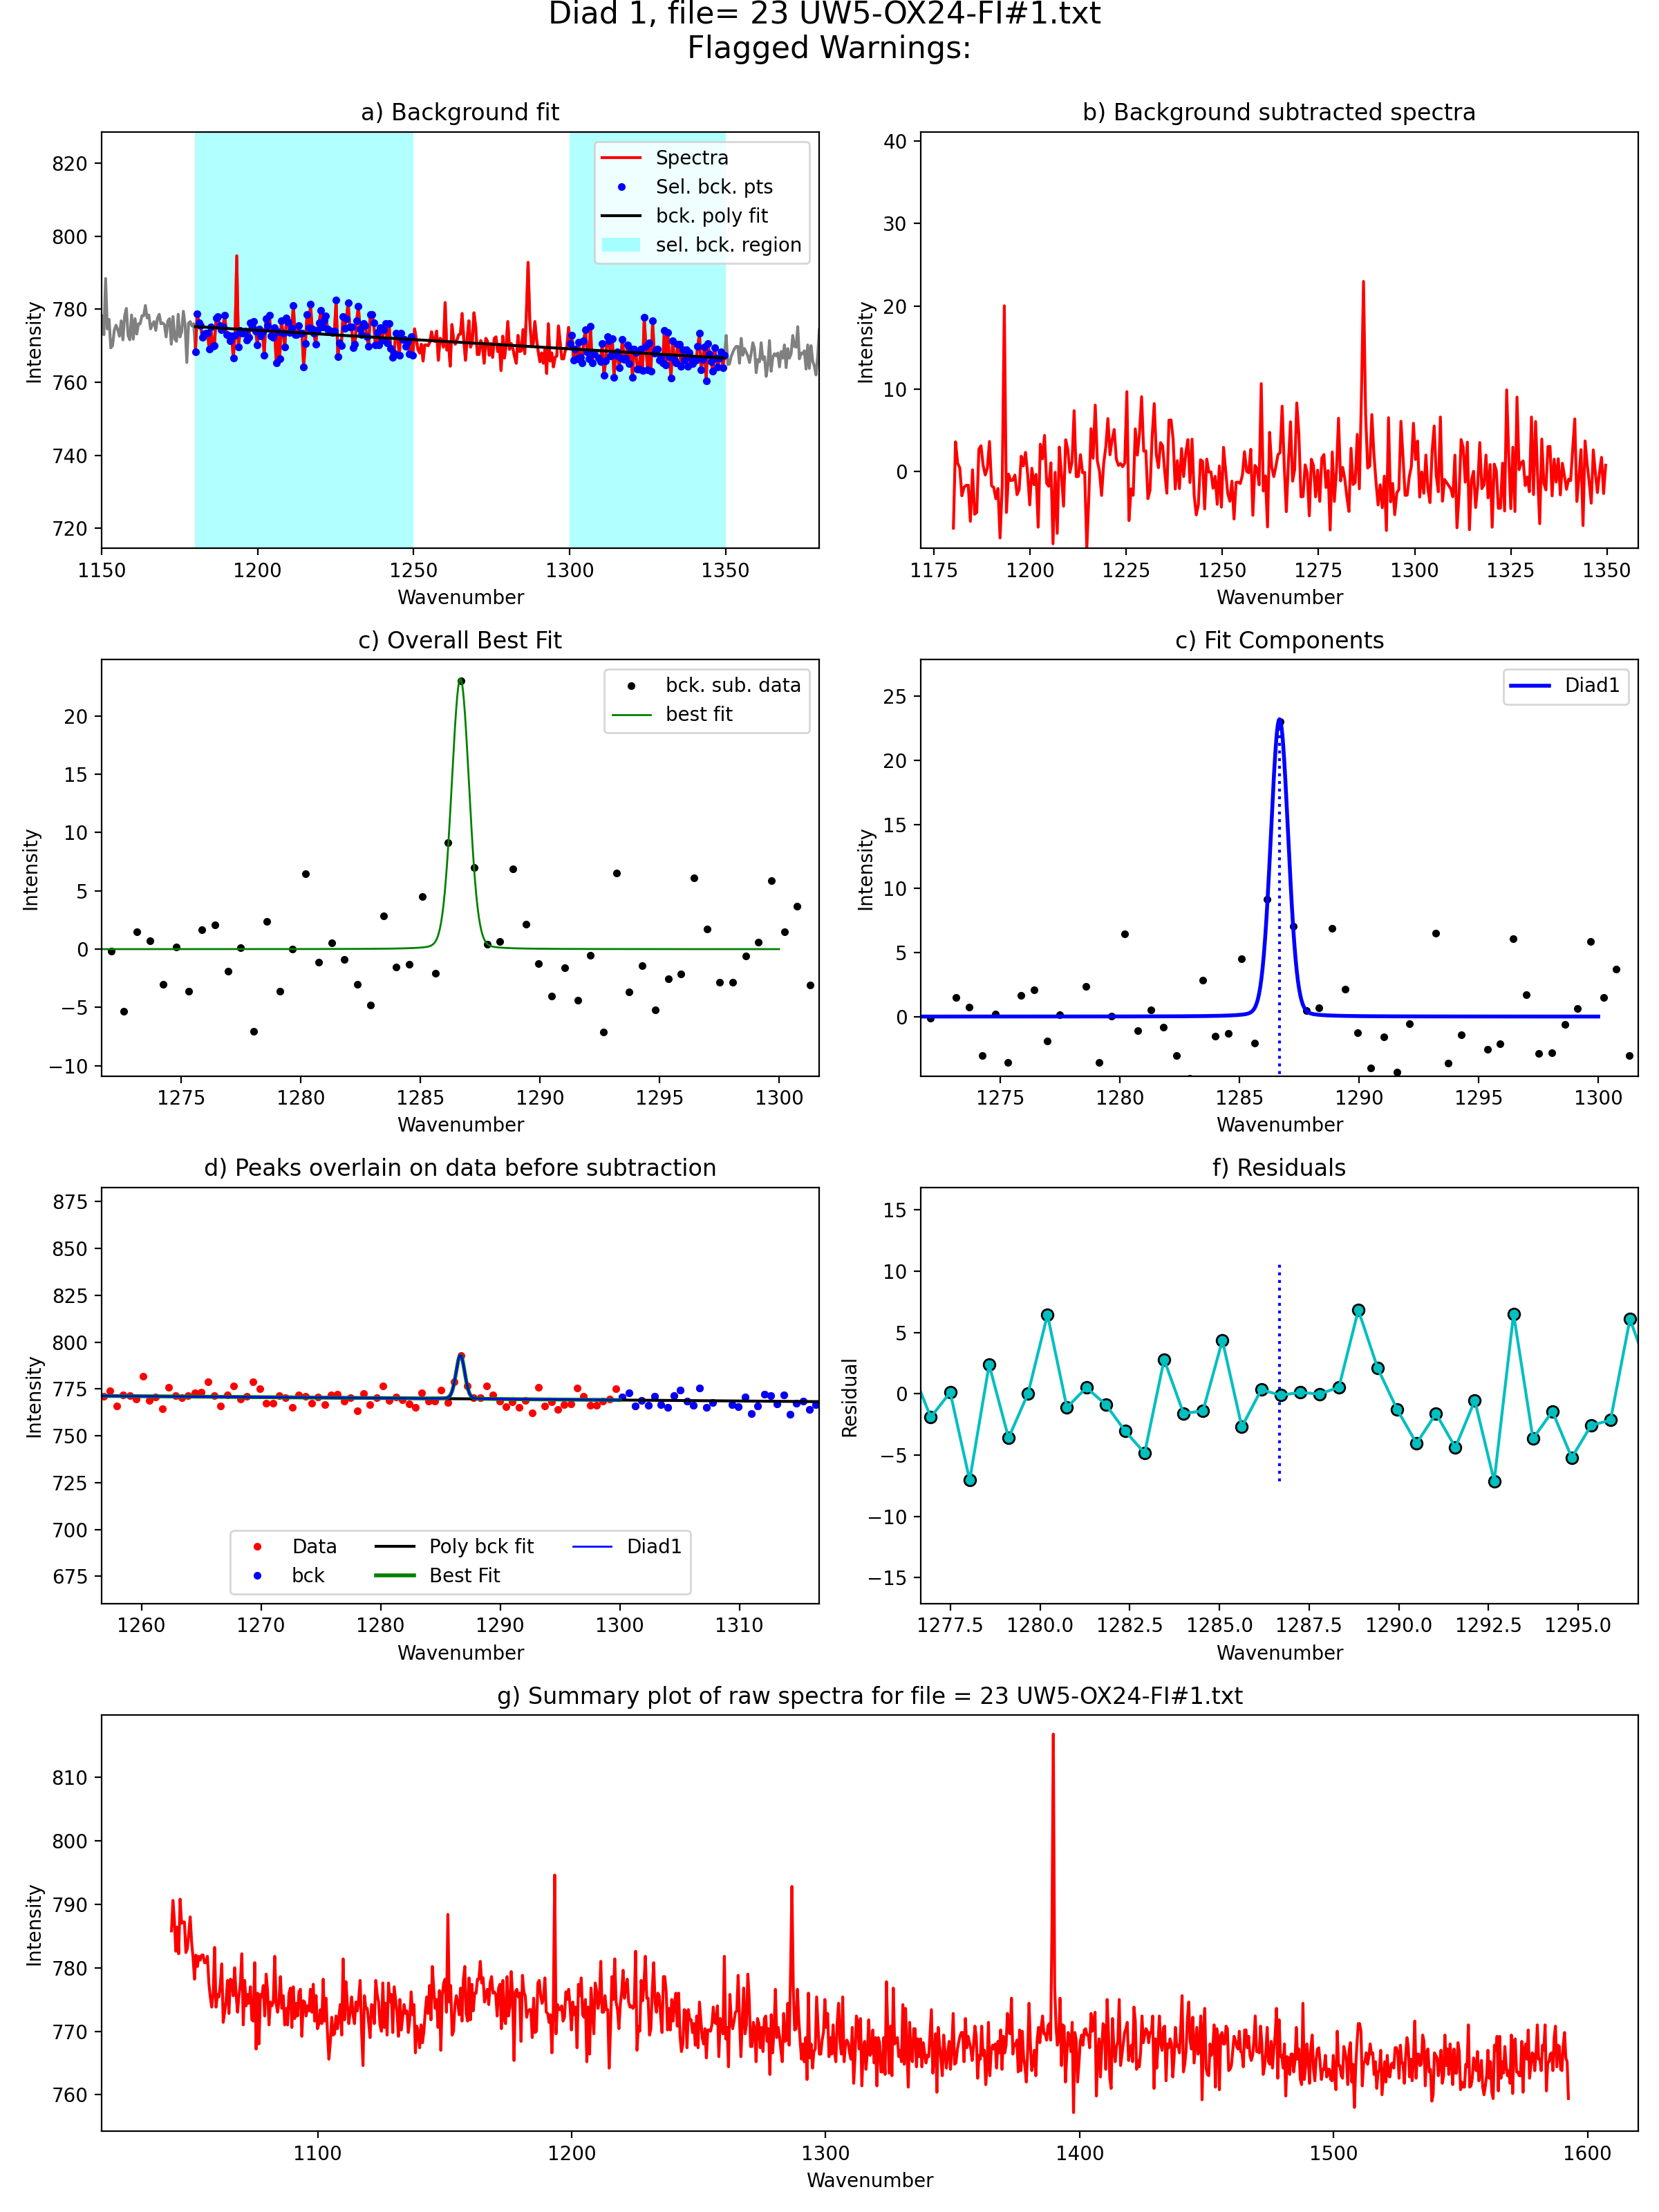 Diad 1, file= 23 UW5-OX24-FI#1.txt
Flagged Warnings:
a) Background fit
820
800
780
760
740
720
Intensity
Spectra
Sel. bck. pts
bck. poly fit
sel. bck. region
1150 1200 1250 1300 1350
Wavenumber
b) Background subtracted spectra
40
30
20
10
0
Intensity
1175 1200 1225 1250 1275 1300 1325 1350
Wavenumber
c) Overall Best Fit
20
15
10
5
0
−5
−10
Intensity
bck. sub. data
best fit
1275 1280 1285 1290 1295 1300
Wavenumber
c) Fit Components
25
20
15
10
5
0
Intensity
Diad1
1275 1280 1285 1290 1295 1300
Wavenumber
d) Peaks overlain on data before subtraction
875
850
825
800
775
750
725
700
675
Intensity
Data
bck
Poly bck fit
Best Fit
Diad1
1260 1270 1280 1290 1300 1310
Wavenumber
f) Residuals
15
10
5
0
−5
−10
−15
Residual
1277.5 1280.0 1282.5 1285.0 1287.5 1290.0 1292.5 1295.0
Wavenumber
g) Summary plot of raw spectra for file = 23 UW5-OX24-FI#1.txt
810
800
790
780
770
760
Intensity
1100 1200 1300 1400 1500 1600
Wavenumber